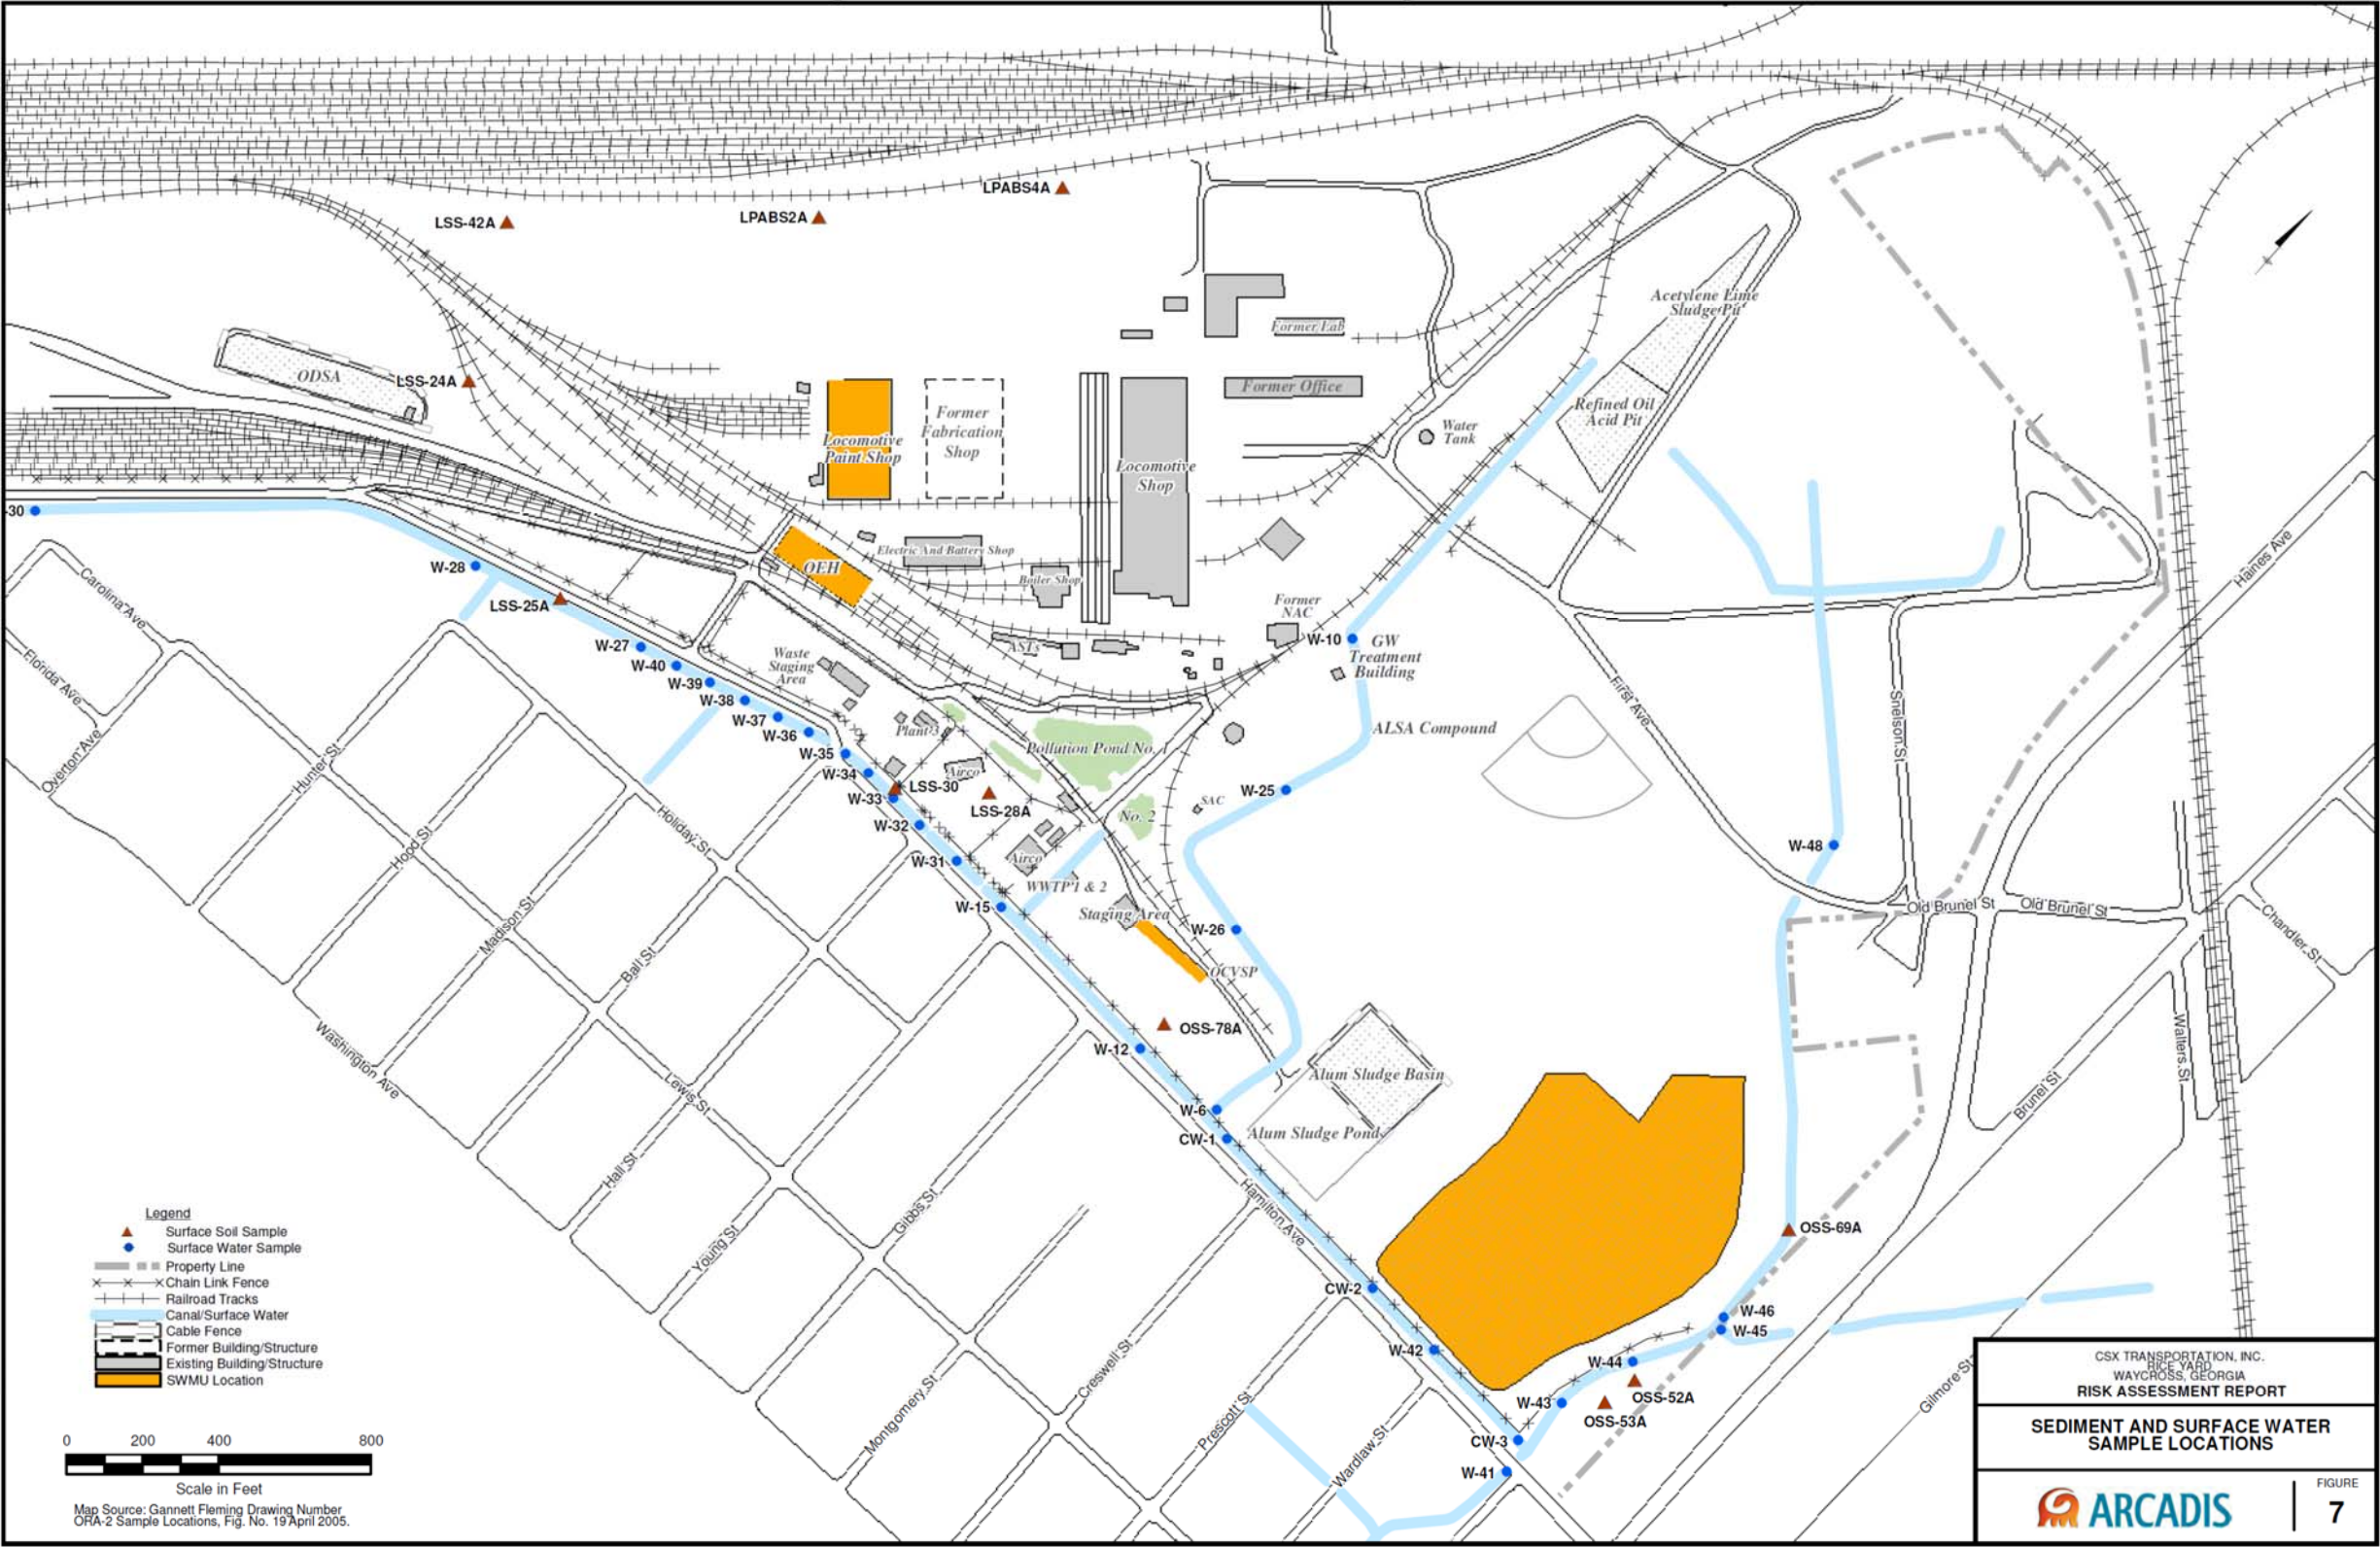 LPABS4A
LPABS2A
LSS-42A
Acetylene Lime
Sludge Pit
Former Lab
ODSA
LSS-24A
Former Office
Former
Fabrication
Shop
Refined Oil
Acid Pit
Water
Tank
Locomotive
Paint Shop
Locomotive
Shop
-30
Electric And Battery Shop
OEH
W-28
Boiler Shop
Haines Ave
Carolina Ave
LSS-25A
Former
NAC
W-10
GW
Treatment
Building
W-27
ASTs
Waste
Staging
Area
W-40
Florida Ave
W-39
W-38
First Ave
Snelson St
W-37
Plant 3
ALSA Compound
W-36
Pollution Pond No. 1
W-35
Overton Ave
Hunter St
W-34
Airco
LSS-30
W-33
W-25
SAC
LSS-28A
No. 2
W-32
Holiday St
Hood St
W-48
W-31
Airco
WWTP 1 & 2
W-15
Staging Area
Old Brunel St
Old Brunel St
Madison St
W-26
Chandler St
Ball St
OCVSP
OSS-78A
W-12
Washington Ave
Walters St
Alum Sludge Basin
Lewis St
W-6
Brunel St
CW-1
Alum Sludge Pond
Hall St
Hamilton Ave
Gibbs St
Young St
OSS-69A
CW-2
W-46
W-45
W-42
W-44
OSS-52A
W-43
OSS-53A
Creswell St
Gilmore St
Montgomery St
Prescott St
CW-3
Wardlaw St
W-41
Legend
Surface Soil Sample
Surface Water Sample
Property Line
Chain Link Fence
Railroad Tracks
Canal/Surface Water
Cable Fence
Former Building/Structure
Existing Building/Structure
SWMU Location
0 200 400 800
Scale in Feet
Map Source: Gannett Fleming Drawing Number
ORA-2 Sample Locations, Fig. No. 19 April 2005.
CSX TRANSPORTATION, INC.
RICE YARD
WAYCROSS, GEORGIA
RISK ASSESSMENT REPORT
SEDIMENT AND SURFACE WATER
SAMPLE LOCATIONS
ARCADIS
FIGURE
7